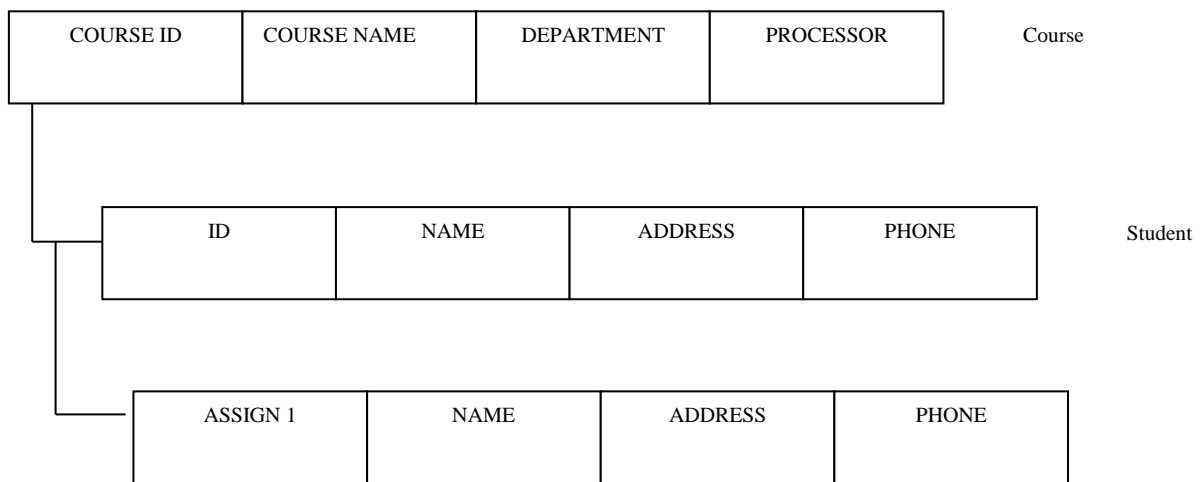 COURSE ID COURSE NAME DEPARTMENT PROCESSOR Course
ID NAME ADDRESS PHONE Student
ASSIGN 1 NAME ADDRESS PHONE